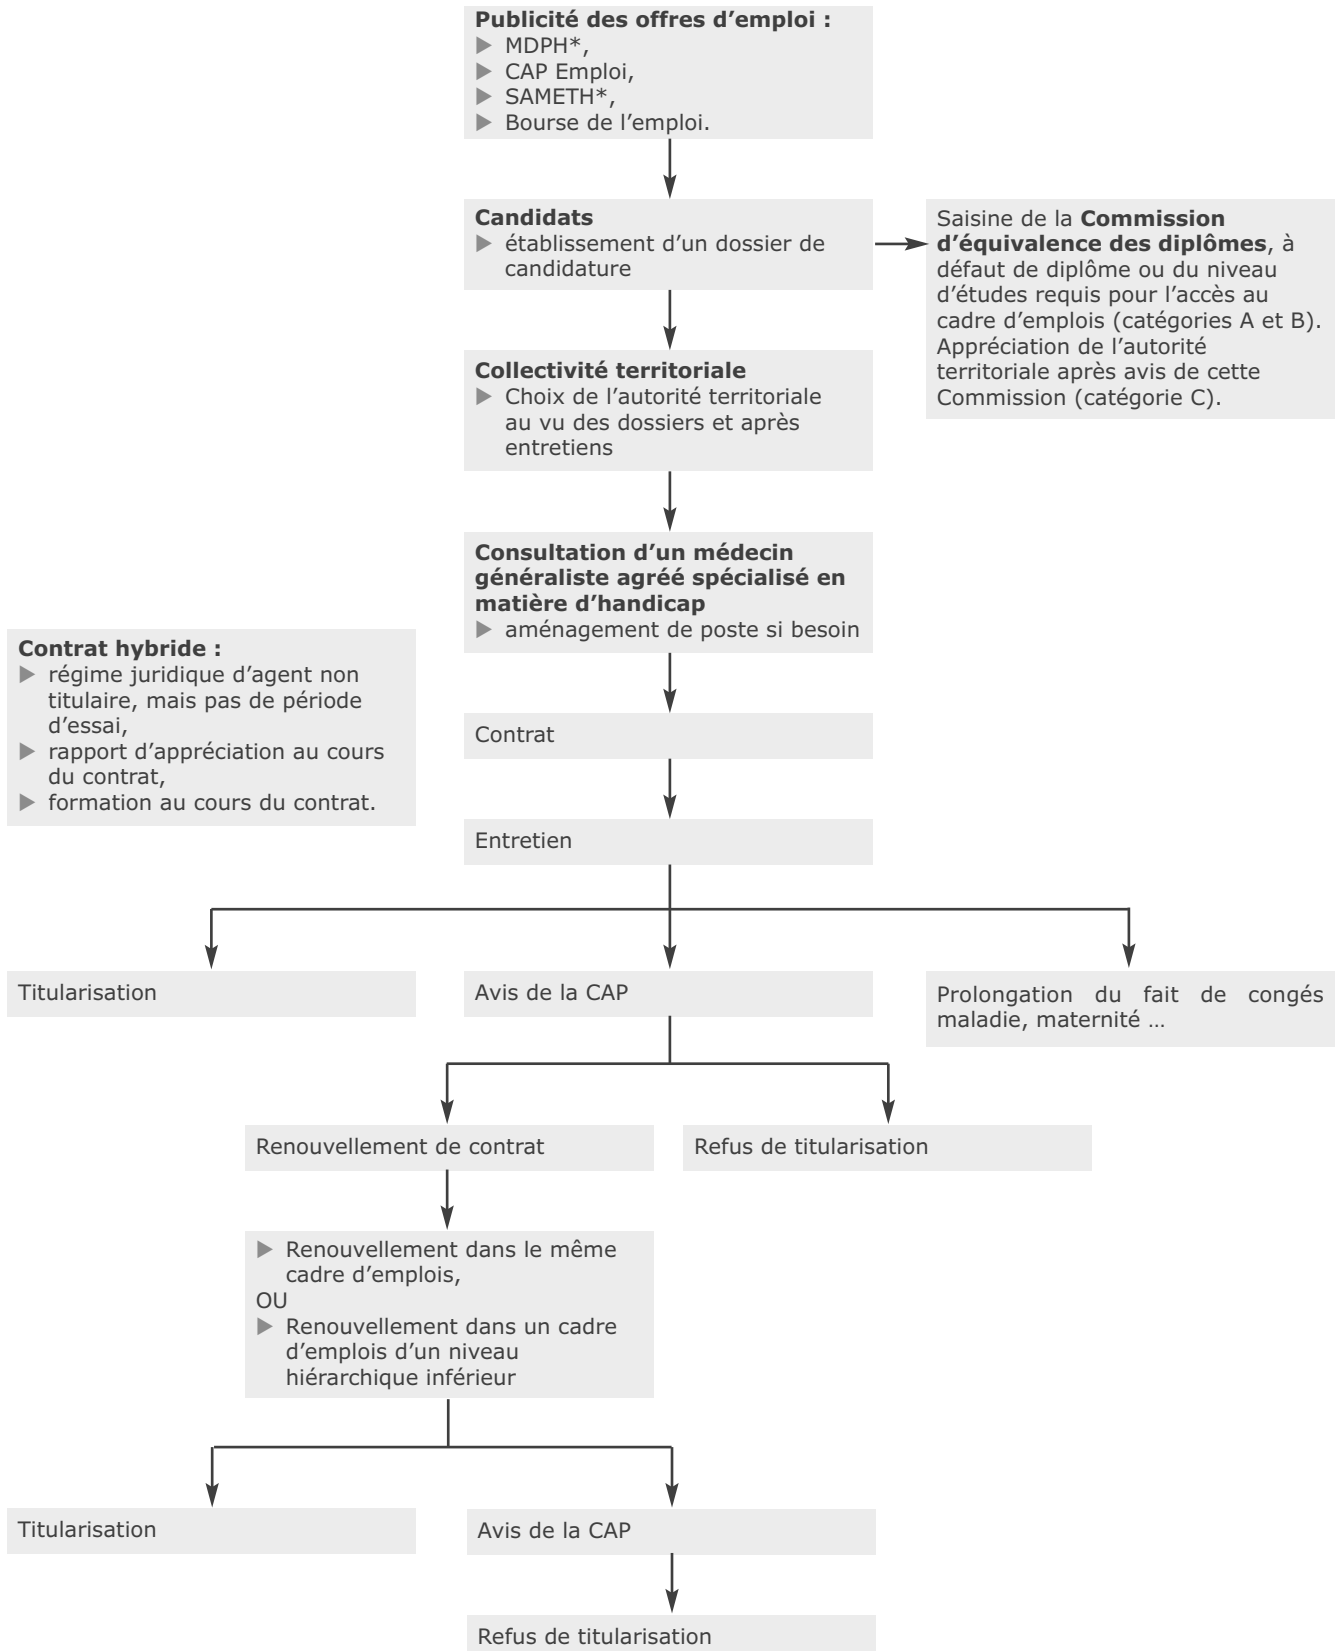 Publicité des offres d'emploi :
▶ MDPH*,
▶ CAP Emploi,
▶ SAMETH*,
▶ Bourse de l'emploi.
Candidats
▶ établissement d'un dossier de
candidature
Saisine de la Commission
d'équivalence des diplômes, à
défaut de diplôme ou du niveau
d'études requis pour l'accès au
cadre d'emplois (catégories A et B).
Appréciation de l'autorité
territoriale après avis de cette
Commission (catégorie C).
Collectivité territoriale
▶ Choix de l'autorité territoriale
au vu des dossiers et après
entretiens
Consultation d'un médecin
généraliste agréé spécialisé en
matière d'handicap
▶ aménagement de poste si besoin
Contrat hybride :
▶ régime juridique d'agent non
titulaire, mais pas de période
d'essai,
▶ rapport d'appréciation au cours
du contrat,
▶ formation au cours du contrat.
Contrat
Entretien
Titularisation
Avis de la CAP
Prolongation du fait de congés
maladie, maternité ...
Renouvellement de contrat
Refus de titularisation
▶ Renouvellement dans le même
cadre d'emplois,
OU
▶ Renouvellement dans un cadre
d'emplois d'un niveau
hiérarchique inférieur
Titularisation
Avis de la CAP
Refus de titularisation